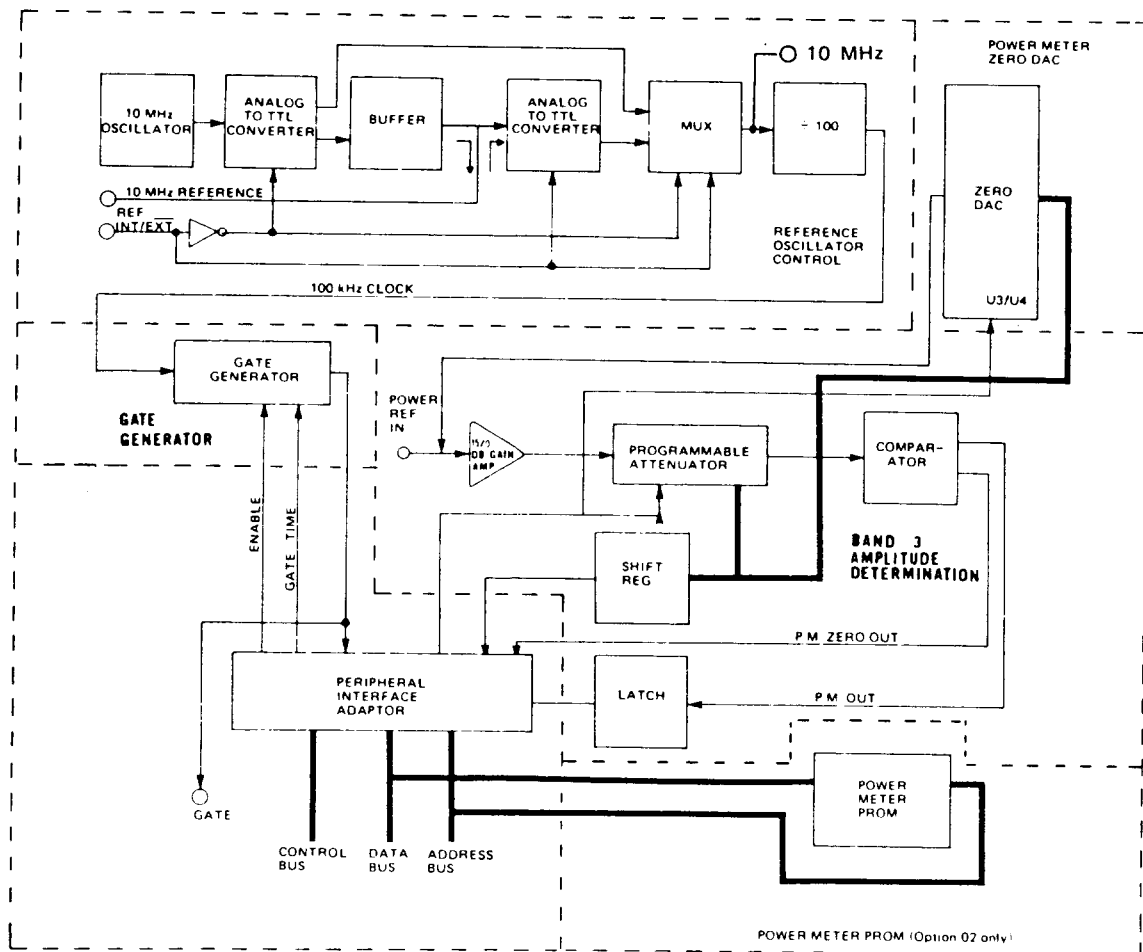 10 MHz
OSCILLATOR
ANALOG
TO TTL
CONVERTER
BUFFER
ANALOG
TO TTL
CONVERTER
MUX
10 MHz
÷ 100
POWER METER
ZERO DAC
ZERO
DAC
U3/U4
10 MHz REFERENCE
REF
INT/EXT
REFERENCE
OSCILLATOR
CONTROL
100 kHz CLOCK
GATE
GENERATOR
GATE
GENERATOR
POWER
REF
IN
15/0
DB GAIN
AMP
PROGRAMMABLE
ATTENUATOR
COMPAR-
ATOR
ENABLE
GATE TIME
SHIFT
REG
BAND 3
AMPLITUDE
DETERMINATION
P.M. ZERO OUT
PERIPHERAL
INTERFACE
ADAPTOR
LATCH
P.M. OUT
POWER
METER
PROM
GATE
CONTROL
BUS
DATA
BUS
ADDRESS
BUS
POWER METER PROM (Option 02 only)